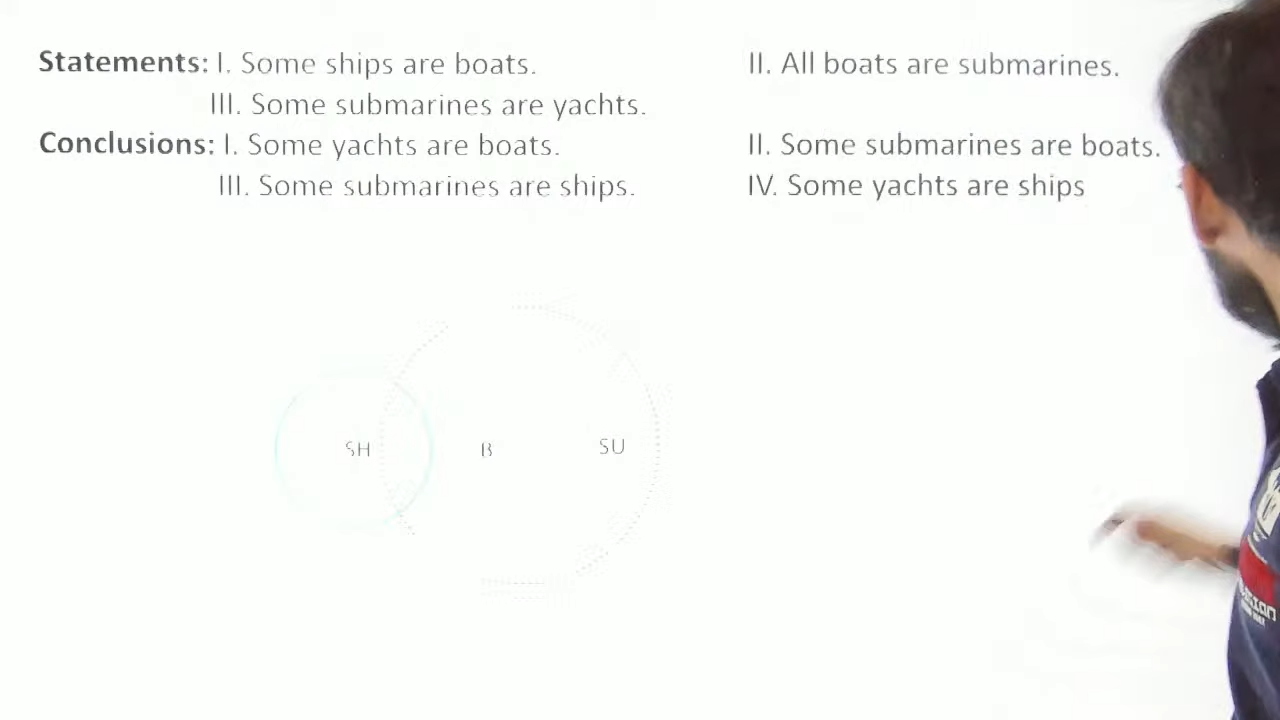 Statements: I. Some ships are boats. II. All boats are submarines.
III. Some submarines are yachts.
Conclusions: I. Some yachts are boats. II. Some submarines are boats.
III. Some submarines are ships. IV. Some yachts are ships
SH B SU